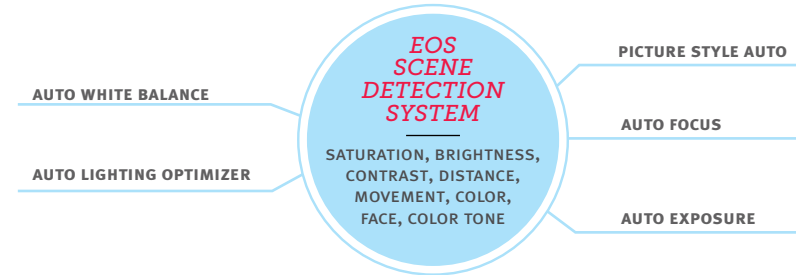 EOS
SCENE
DETECTION
SYSTEM
SATURATION, BRIGHTNESS,
CONTRAST, DISTANCE,
MOVEMENT, COLOR,
FACE, COLOR TONE
AUTO WHITE BALANCE
AUTO LIGHTING OPTIMIZER
PICTURE STYLE AUTO
AUTO FOCUS
AUTO EXPOSURE